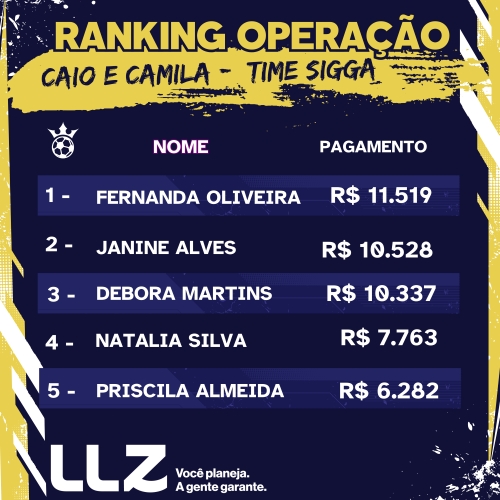 RANKING OPERAÇÃO
CAIO E CAMILA - TIME SIGGA
NOME PAGAMENTO
1 - FERNANDA OLIVEIRA R$ 11.519
2 - JANINE ALVES R$ 10.528
3 - DEBORA MARTINS R$ 10.337
4 - NATALIA SILVA R$ 7.763
5 - PRISCILA ALMEIDA R$ 6.282
LLZ
Você planeja.
A gente garante.